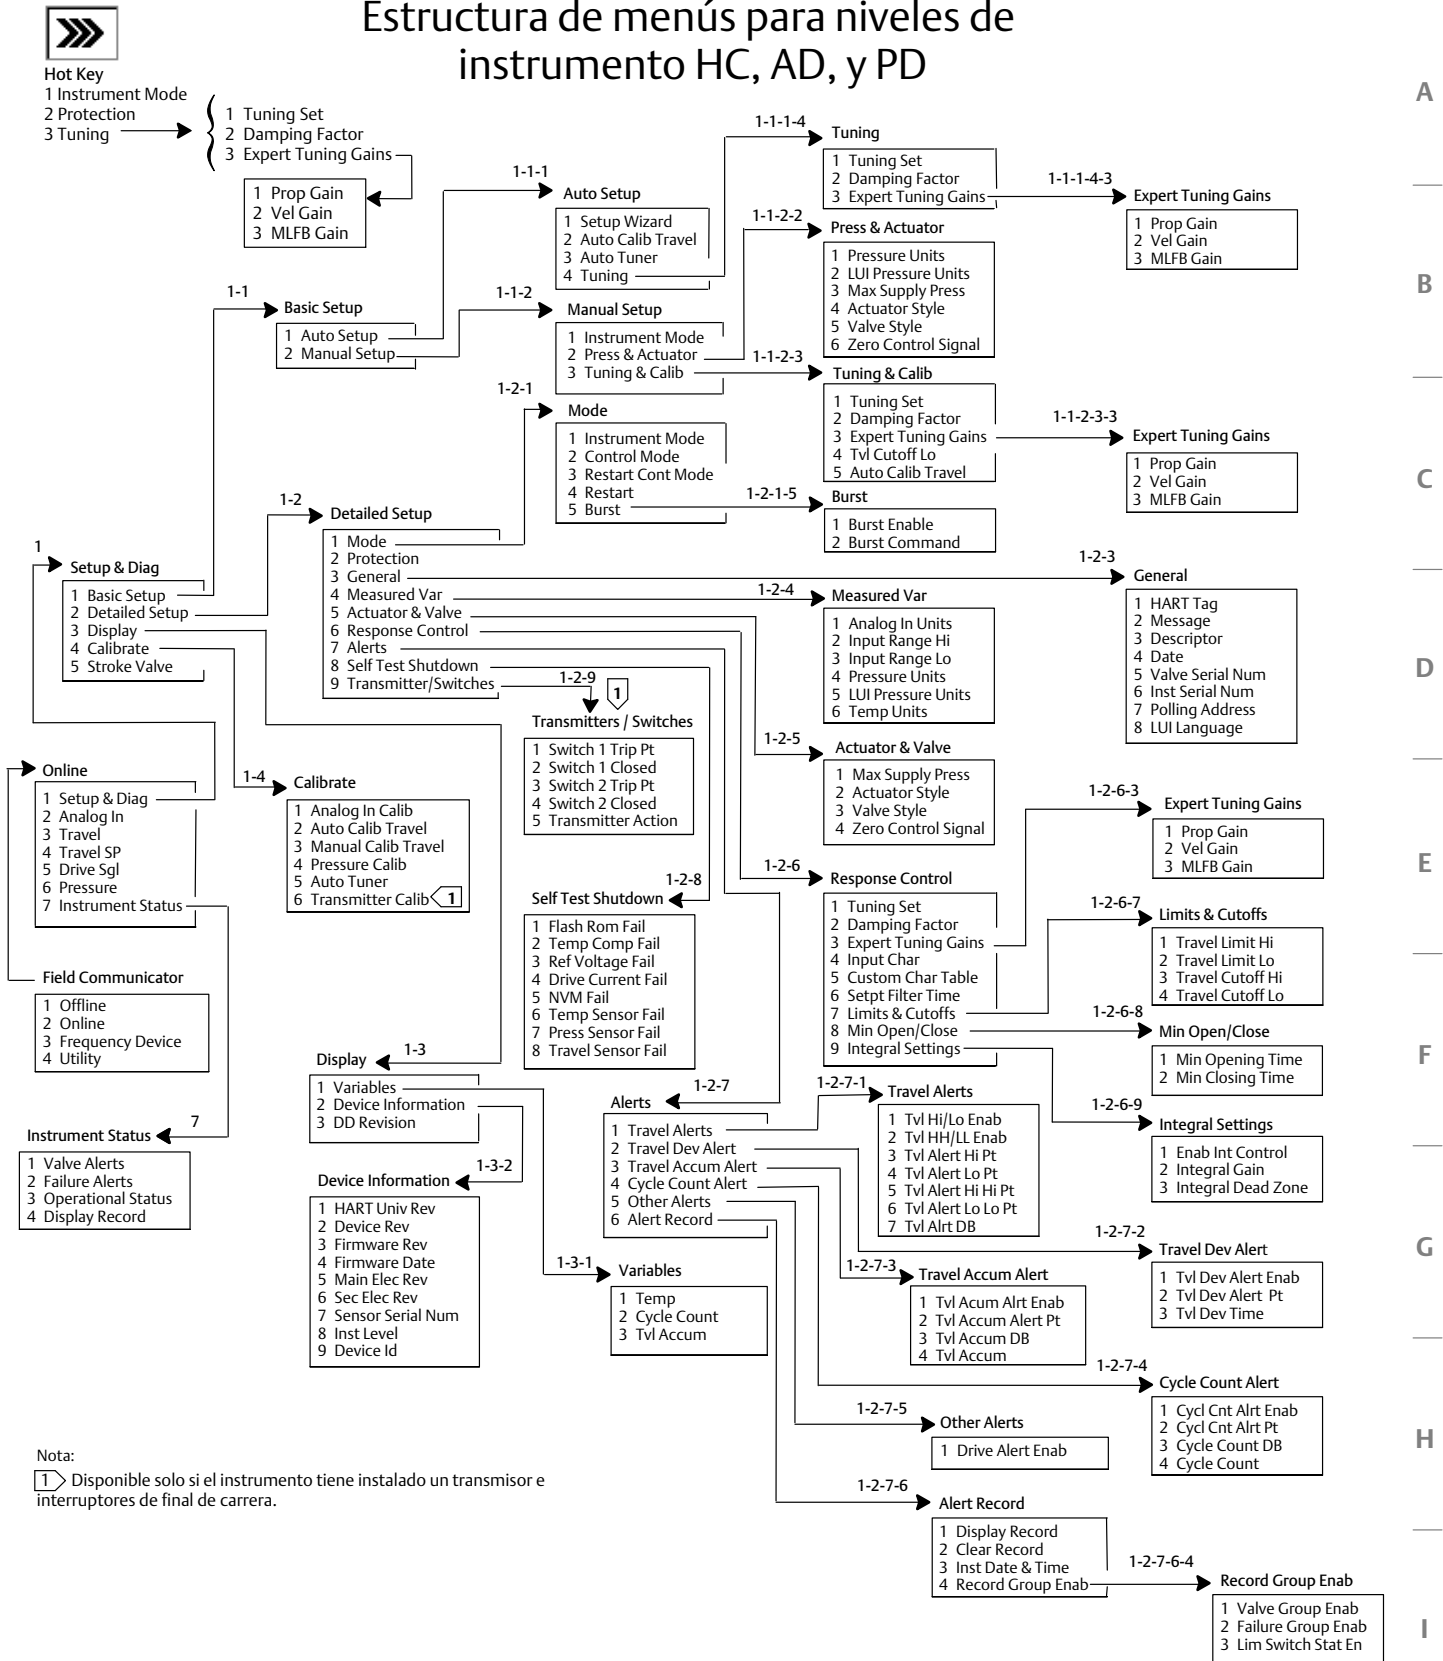 Estructura de menús para niveles de
instrumento HC, AD, y PD
Hot Key
1 Instrument Mode
2 Protection
3 Tuning
1 Tuning Set
2 Damping Factor
3 Expert Tuning Gains
1 Prop Gain
2 Vel Gain
3 MLFB Gain
1-1
Basic Setup
1 Auto Setup
2 Manual Setup
1-1-1
Auto Setup
1 Setup Wizard
2 Auto Calib Travel
3 Auto Tuner
4 Tuning
1-1-2
Manual Setup
1 Instrument Mode
2 Press & Actuator
3 Tuning & Calib
1-1-1-4
Tuning
1 Tuning Set
2 Damping Factor
3 Expert Tuning Gains
1-1-1-4-3
Expert Tuning Gains
1 Prop Gain
2 Vel Gain
3 MLFB Gain
1-1-2-2
Press & Actuator
1 Pressure Units
2 LUI Pressure Units
3 Max Supply Press
4 Actuator Style
5 Valve Style
6 Zero Control Signal
1-1-2-3
Tuning & Calib
1 Tuning Set
2 Damping Factor
3 Expert Tuning Gains
4 Tvl Cutoff Lo
5 Auto Calib Travel
1-1-2-3-3
Expert Tuning Gains
1 Prop Gain
2 Vel Gain
3 MLFB Gain
1-2-1
Mode
1 Instrument Mode
2 Control Mode
3 Restart Cont Mode
4 Restart
5 Burst
1-2-1-5
Burst
1 Burst Enable
2 Burst Command
1
Setup & Diag
1 Basic Setup
2 Detailed Setup
3 Display
4 Calibrate
5 Stroke Valve
1-2
Detailed Setup
1 Mode
2 Protection
3 General
4 Measured Var
5 Actuator & Valve
6 Response Control
7 Alerts
8 Self Test Shutdown
9 Transmitter/Switches
1-2-3
General
1 HART Tag
2 Message
3 Descriptor
4 Date
5 Valve Serial Num
6 Inst Serial Num
7 Polling Address
8 LUI Language
1-2-4
Measured Var
1 Analog In Units
2 Input Range Hi
3 Input Range Lo
4 Pressure Units
5 LUI Pressure Units
6 Temp Units
1-2-9
1
Transmitters / Switches
1 Switch 1 Trip Pt
2 Switch 1 Closed
3 Switch 2 Trip Pt
4 Switch 2 Closed
5 Transmitter Action
1-2-5
Actuator & Valve
1 Max Supply Press
2 Actuator Style
3 Valve Style
4 Zero Control Signal
Online
1 Setup & Diag
2 Analog In
3 Travel
4 Travel SP
5 Drive Sgl
6 Pressure
7 Instrument Status
1-4
Calibrate
1 Analog In Calib
2 Auto Calib Travel
3 Manual Calib Travel
4 Pressure Calib
5 Auto Tuner
6 Transmitter Calib
1
1-2-8
Self Test Shutdown
1 Flash Rom Fail
2 Temp Comp Fail
3 Ref Voltage Fail
4 Drive Current Fail
5 NVM Fail
6 Temp Sensor Fail
7 Press Sensor Fail
8 Travel Sensor Fail
1-2-6
Response Control
1 Tuning Set
2 Damping Factor
3 Expert Tuning Gains
4 Input Char
5 Custom Char Table
6 Setpt Filter Time
7 Limits & Cutoffs
8 Min Open/Close
9 Integral Settings
1-2-6-3
Expert Tuning Gains
1 Prop Gain
2 Vel Gain
3 MLFB Gain
1-2-6-7
Limits & Cutoffs
1 Travel Limit Hi
2 Travel Limit Lo
3 Travel Cutoff Hi
4 Travel Cutoff Lo
1-2-6-8
Min Open/Close
1 Min Opening Time
2 Min Closing Time
1-2-6-9
Integral Settings
1 Enab Int Control
2 Integral Gain
3 Integral Dead Zone
Field Communicator
1 Offline
2 Online
3 Frequency Device
4 Utility
7
Instrument Status
1 Valve Alerts
2 Failure Alerts
3 Operational Status
4 Display Record
1-3
Display
1 Variables
2 Device Information
3 DD Revision
1-3-2
Device Information
1 HART Univ Rev
2 Device Rev
3 Firmware Rev
4 Firmware Date
5 Main Elec Rev
6 Sec Elec Rev
7 Sensor Serial Num
8 Inst Level
9 Device Id
1-3-1
Variables
1 Temp
2 Cycle Count
3 Tvl Accum
1-2-7
Alerts
1 Travel Alerts
2 Travel Dev Alert
3 Travel Accum Alert
4 Cycle Count Alert
5 Other Alerts
6 Alert Record
1-2-7-1
Travel Alerts
1 Tvl Hi/Lo Enab
2 Tvl HH/LL Enab
3 Tvl Alert Hi Pt
4 Tvl Alert Lo Pt
5 Tvl Alert Hi Hi Pt
6 Tvl Alert Lo Lo Pt
7 Tvl Alrt DB
1-2-7-2
Travel Dev Alert
1 Tvl Dev Alert Enab
2 Tvl Dev Alert Pt
3 Tvl Dev Time
1-2-7-3
Travel Accum Alert
1 Tvl Acum Alrt Enab
2 Tvl Accum Alert Pt
3 Tvl Accum DB
4 Tvl Accum
1-2-7-4
Cycle Count Alert
1 Cycl Cnt Alrt Enab
2 Cycl Cnt Alrt Pt
3 Cycle Count DB
4 Cycle Count
1-2-7-5
Other Alerts
1 Drive Alert Enab
1-2-7-6
Alert Record
1 Display Record
2 Clear Record
3 Inst Date & Time
4 Record Group Enab
1-2-7-6-4
Record Group Enab
1 Valve Group Enab
2 Failure Group Enab
3 Lim Switch Stat En
Nota:
1 Disponible solo si el instrumento tiene instalado un transmisor e
interruptores de final de carrera.
A
B
C
D
E
F
G
H
I